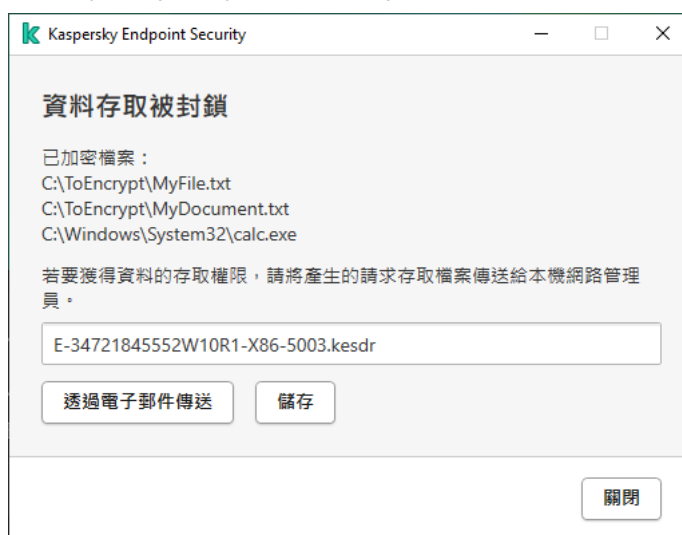 Kaspersky Endpoint Security
資料存取被封鎖
已加密檔案：
C:\ToEncrypt\MyFile.txt
C:\ToEncrypt\MyDocument.txt
C:\Windows\System32\calc.exe
若要獲得資料的存取權限，請將產生的請求存取檔案傳送給本機網路管理
員。
E-34721845552W10R1-X86-5003.kesdr
透過電子郵件傳送
儲存
關閉